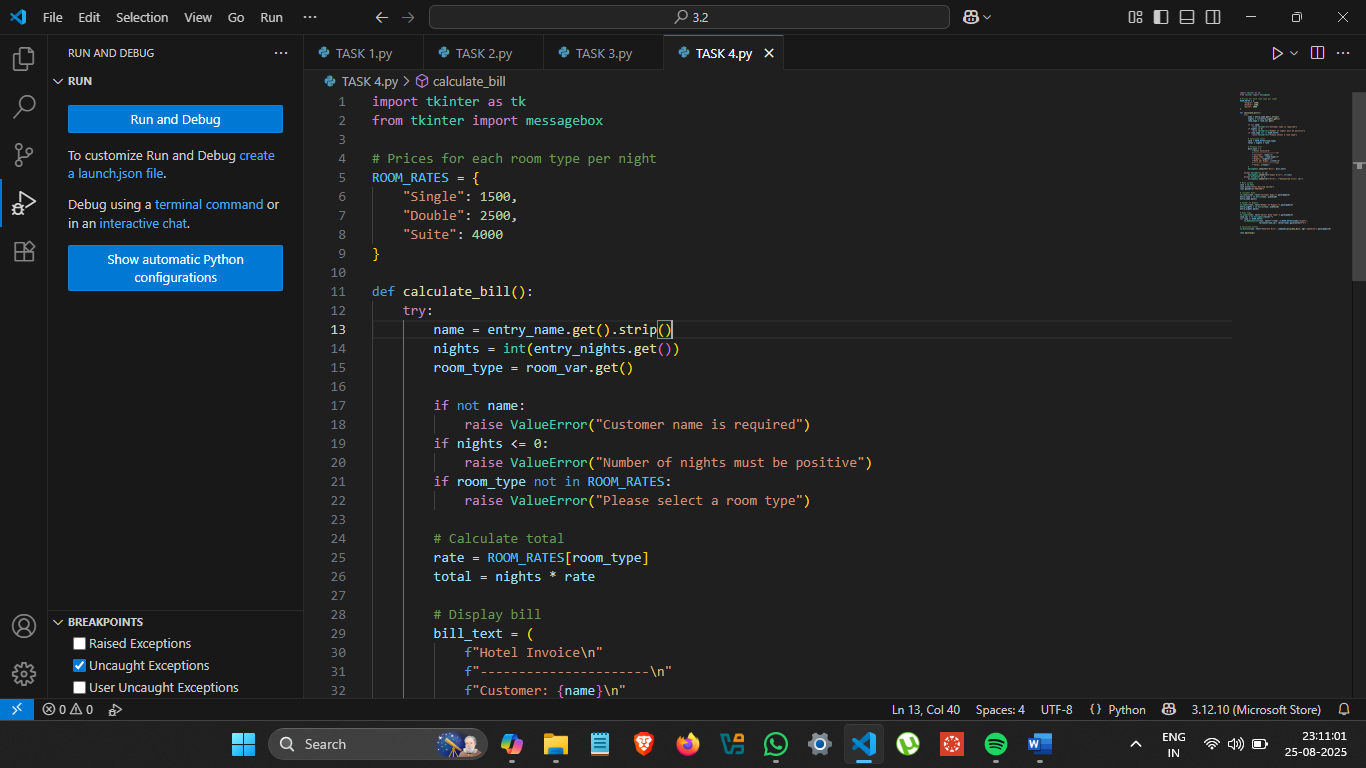 File Edit Selection View Go Run ··· 3.2
RUN AND DEBUG ···
RUN
Run and Debug
To customize Run and Debug create
a launch.json file.
Debug using a terminal command or
in an interactive chat.
Show automatic Python
configurations
BREAKPOINTS
Raised Exceptions
Uncaught Exceptions
User Uncaught Exceptions
TASK 1.py TASK 2.py TASK 3.py TASK 4.py
TASK 4.py > calculate_bill
1 import tkinter as tk
2 from tkinter import messagebox
3
4 # Prices for each room type per night
5 ROOM_RATES = {
6 "Single": 1500,
7 "Double": 2500,
8 "Suite": 4000
9 }
10
11 def calculate_bill():
12 try:
13 name = entry_name.get().strip()
14 nights = int(entry_nights.get())
15 room_type = room_var.get()
16
17 if not name:
18 raise ValueError("Customer name is required")
19 if nights <= 0:
20 raise ValueError("Number of nights must be positive")
21 if room_type not in ROOM_RATES:
22 raise ValueError("Please select a room type")
23
24 # Calculate total
25 rate = ROOM_RATES[room_type]
26 total = nights * rate
27
28 # Display bill
29 bill_text = (
30 f"Hotel Invoice\n"
31 f"----------------------\n"
32 f"Customer: {name}\n"
0 0 Ln 13, Col 40 Spaces: 4 UTF-8 {} Python 3.12.10 (Microsoft Store)
Search
ENG
IN
23:11:01
25-08-2025